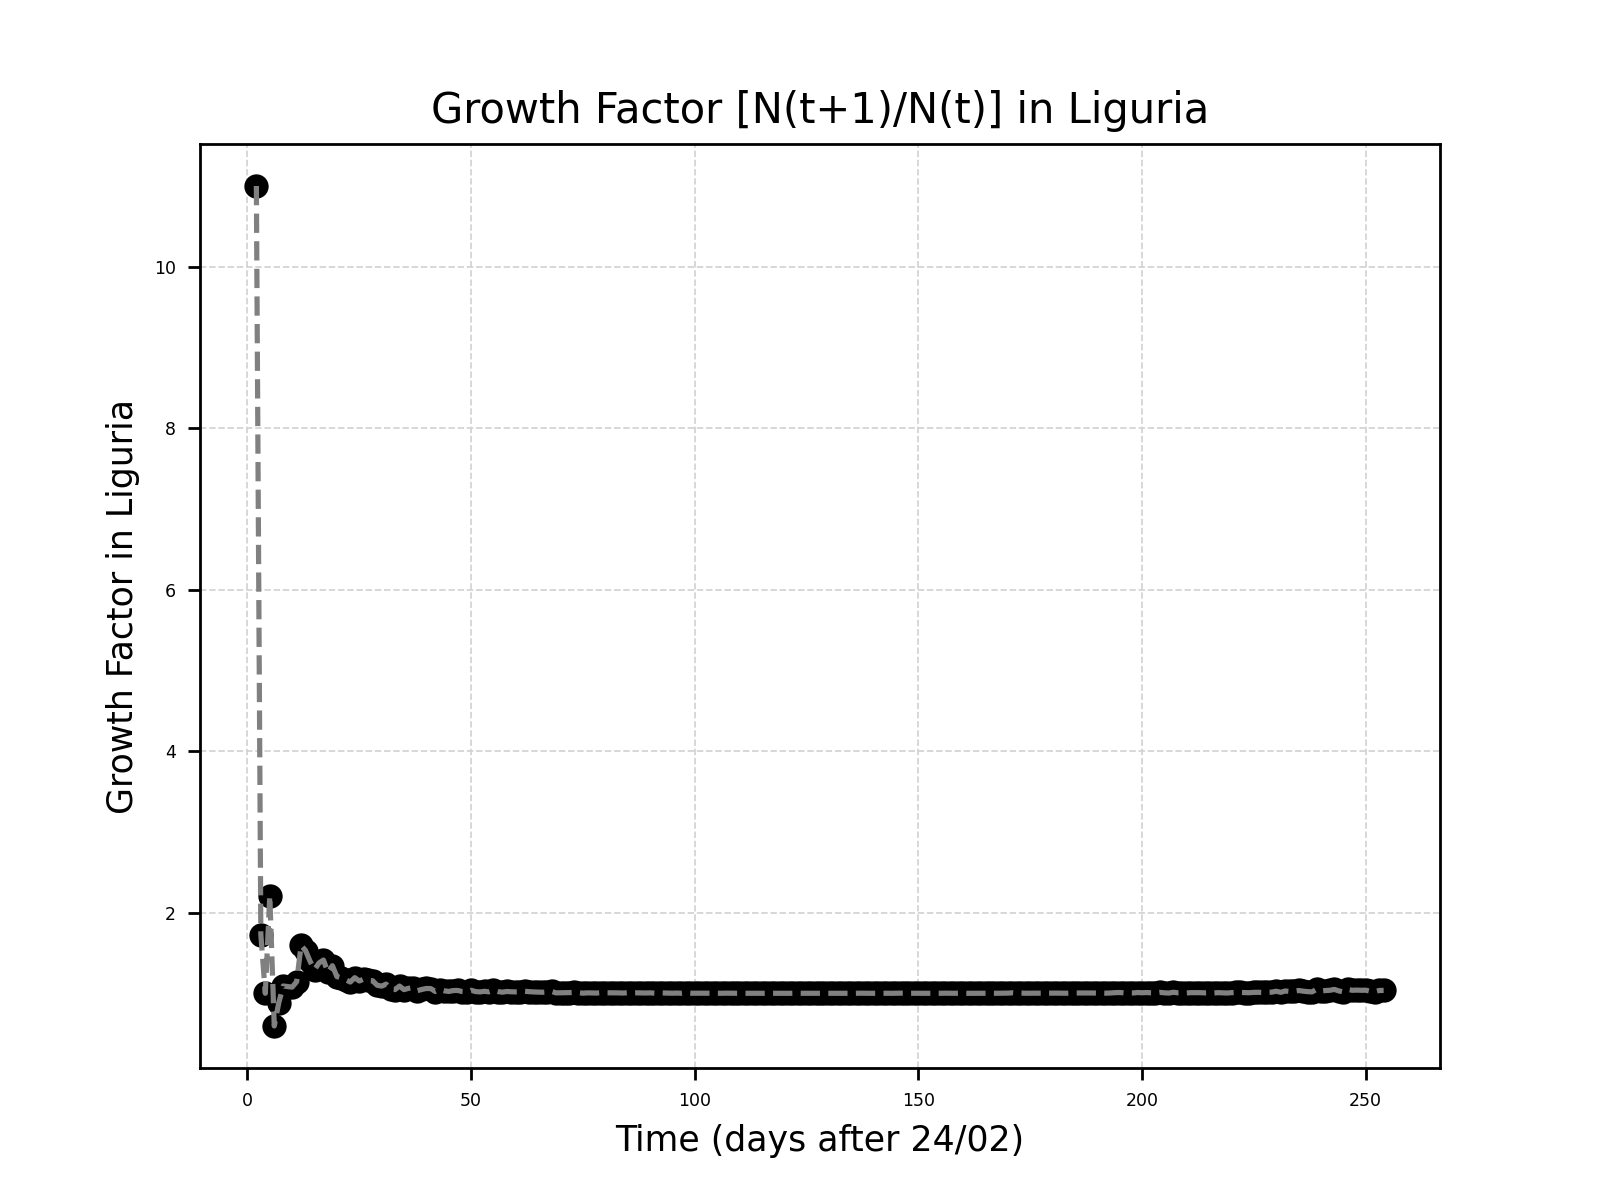 Growth Factor [N(t+1)/N(t)] in Liguria
Growth Factor in Liguria
10
8
6
4
2
0 50 100 150 200 250
Time (days after 24/02)